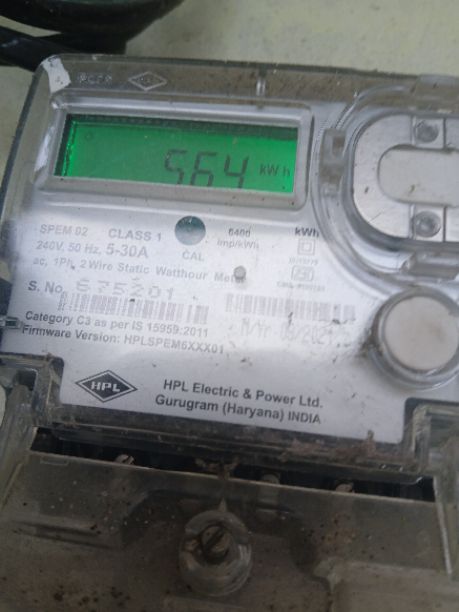 564 kWh
SPEM 02 CLASS 1
CAL
6400 imp/kWh
kWh
240V, 50 Hz, 5-30A
ac, 1Ph, 2 Wire Static Watthour Meter
S. No. 675201
Category C3 as per IS 15959:2011
Firmware Version: HPLSPEM6XXX01
HPL
HPL Electric & Power Ltd.
Gurugram (Haryana) INDIA